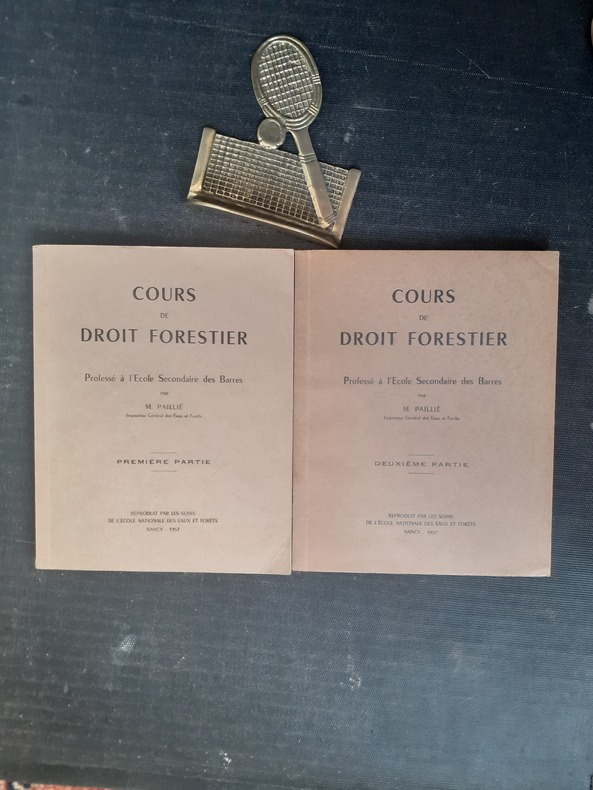 COURS
DE
DROIT FORESTIER
Professé à l'Ecole Secondaire des Barres
PAR
M. PAILLIÉ
Inspecteur Général des Eaux et Forêts
PREMIÈRE PARTIE
REPRODUIT PAR LES SOINS
DE L'ÉCOLE NATIONALE DES EAUX ET FORÊTS
NANCY - 1957
COURS
DE
DROIT FORESTIER
Professé à l'Ecole Secondaire des Barres
PAR
M. PAILLIÉ
Inspecteur Général des Eaux et Forêts
DEUXIÈME PARTIE
REPRODUIT PAR LES SOINS
DE L'ÉCOLE NATIONALE DES EAUX ET FORÊTS
NANCY - 1957